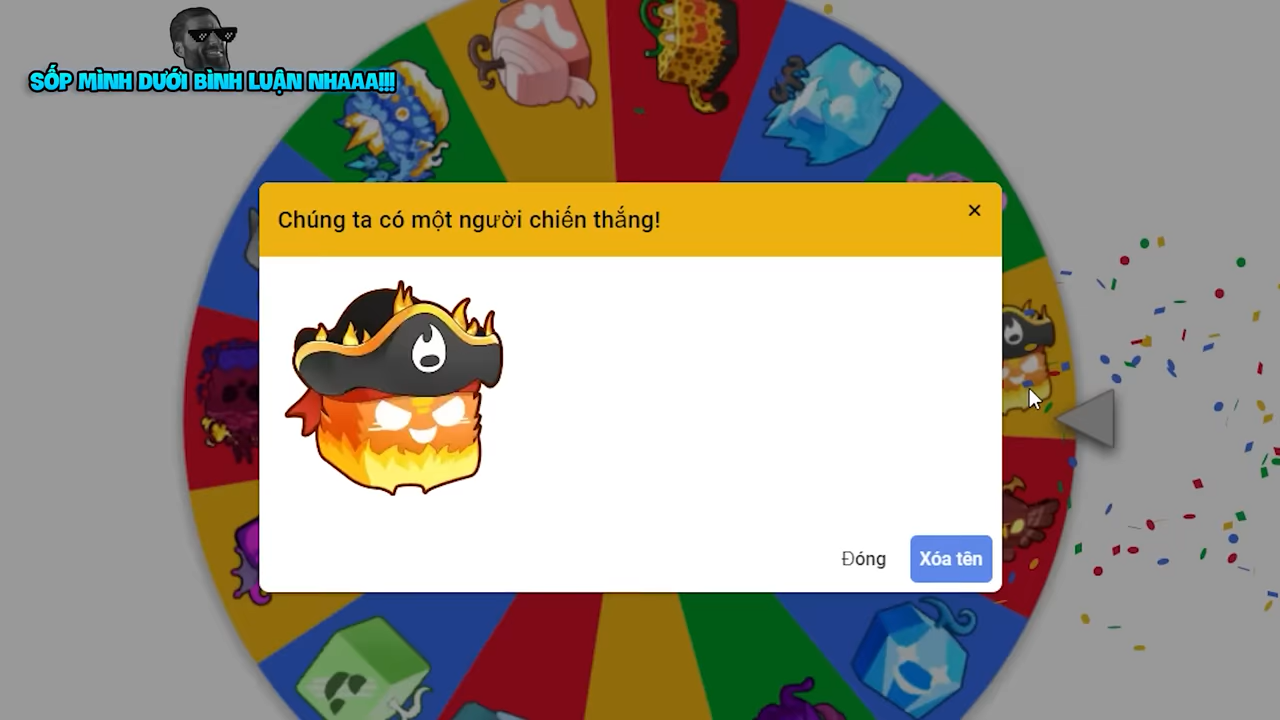 SỐP MÌNH DƯỚI BÌNH LUẬN NHAAA!!!
Chúng ta có một người chiến thắng!
×
Đóng
Xóa tên